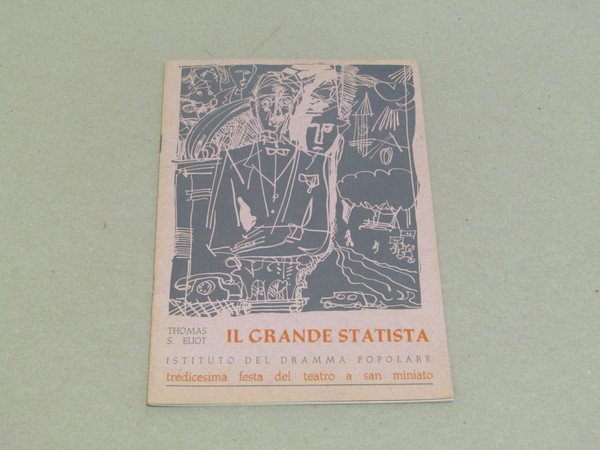 THOMAS
S. ELIOT
IL GRANDE STATISTA
ISTITUTO DEL DRAMMA POPOLARE
tredicesima festa del teatro a san miniato